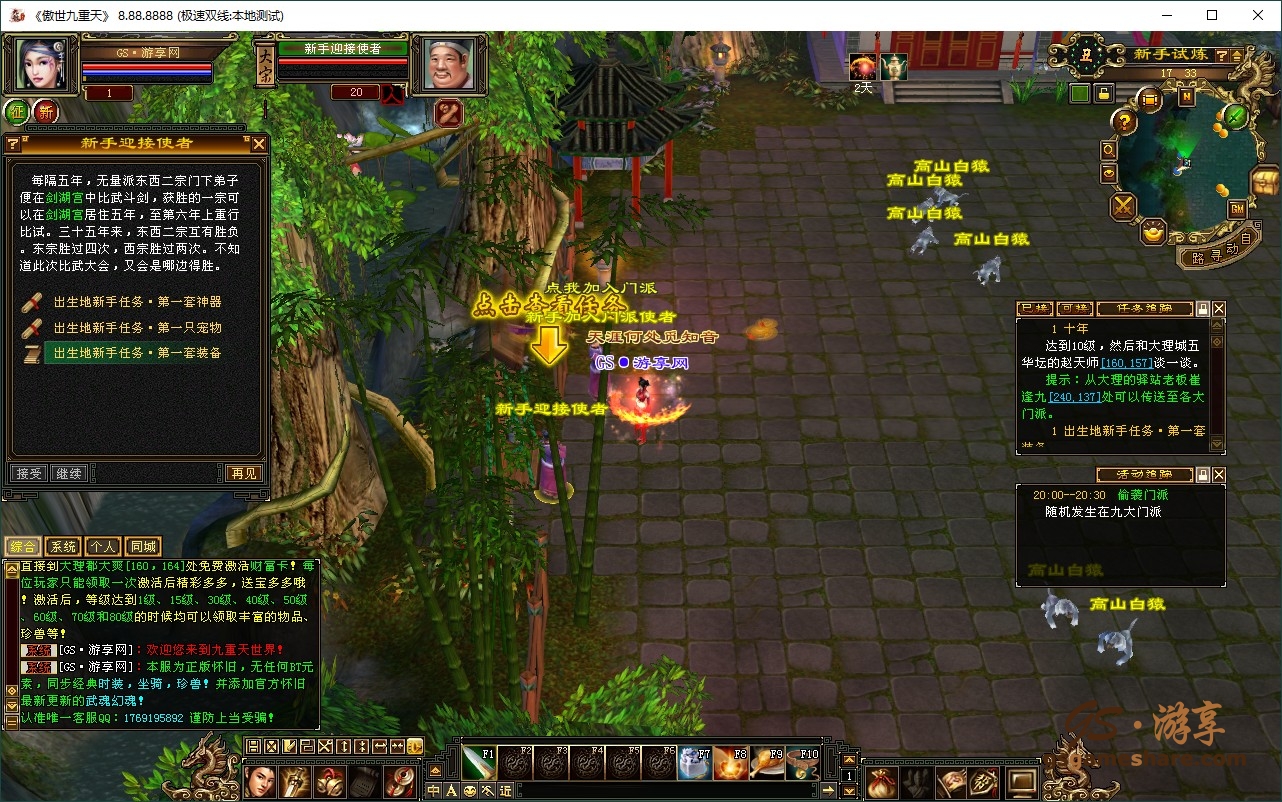 《傲世九重天》 8.88.8888 (极速双线:本地测试)
GS·游享网
1
大宋
新手迎接使者
20
征
新
2天
丑
新手试炼
17 33
N
GM
自动寻路
新手迎接使者
每隔五年，无量派东西二宗门下弟子
便在剑湖宫中比武斗剑，获胜的一宗可
以在剑湖宫居住五年，至第六年上重行
比试。三十五年来，东西二宗互有胜负
。东宗胜过四次，西宗胜过两次。不知
道此次比武大会，又会是哪边得胜。
出生地新手任务·第一套神器
出生地新手任务·第一只宠物
出生地新手任务·第一套装备
接受
继续
再见
高山白猿
高山白猿
高山白猿
高山白猿
点我加入门派
点击查看任务
新手加入门派使者
天涯何处觅知音
GS●游享网
新手迎接使者
已接
可接
任务追踪
1 十年
达到10级，然后和大理城五
华坛的赵天师[160,157]谈一谈。
提示：从大理的驿站老板崔
逢九[240,137]处可以传送至各大
门派。
1 出生地新手任务·第一套
装备
活动追踪
20:00--20:30 偷袭门派
随机发生在九大门派
高山白猿
高山白猿
综合
系统
个人
同城
直接到大理都大爽[160，164]处免费激活财富卡！每
位玩家只能领取一次激活后精彩多多，送宝多多哦
！激活后，等级达到1级、15级、30级、40级、50级
、60级、70级和80级的时候均可以领取丰富的物品、
珍兽等！
系统[GS·游享网]：欢迎您来到九重天世界！
系统[GS·游享网]：本服为正版怀旧，无任何BT元
素，同步经典时装，坐骑，珍兽！并添加官方怀旧
最新更新的武魂幻魂！
认准唯一客服QQ：1769195892 谨防上当受骗！
F1
F2
F3
F4
F5
F6
F7
F8
F9
F10
中
A
近
1
GS·游享
gsgameshare.com